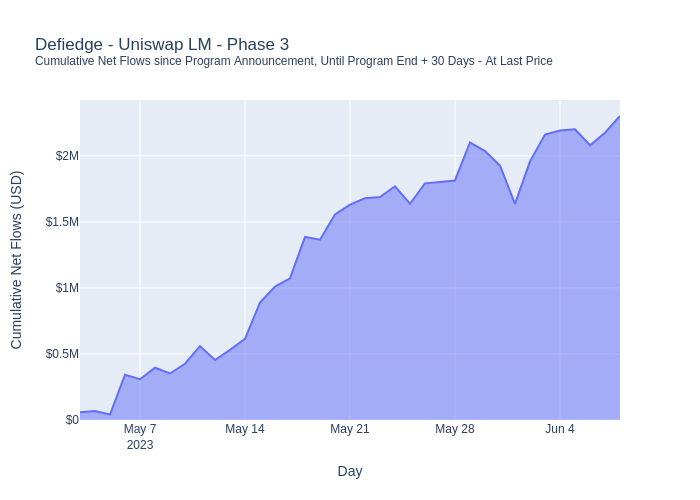 Defiedge - Uniswap LM - Phase 3
Cumulative Net Flows since Program Announcement, Until Program End + 30 Days - At Last Price
Cumulative Net Flows (USD)
$2M
$1.5M
$1M
$0.5M
$0
May 7
2023
May 14
May 21
May 28
Jun 4
Day